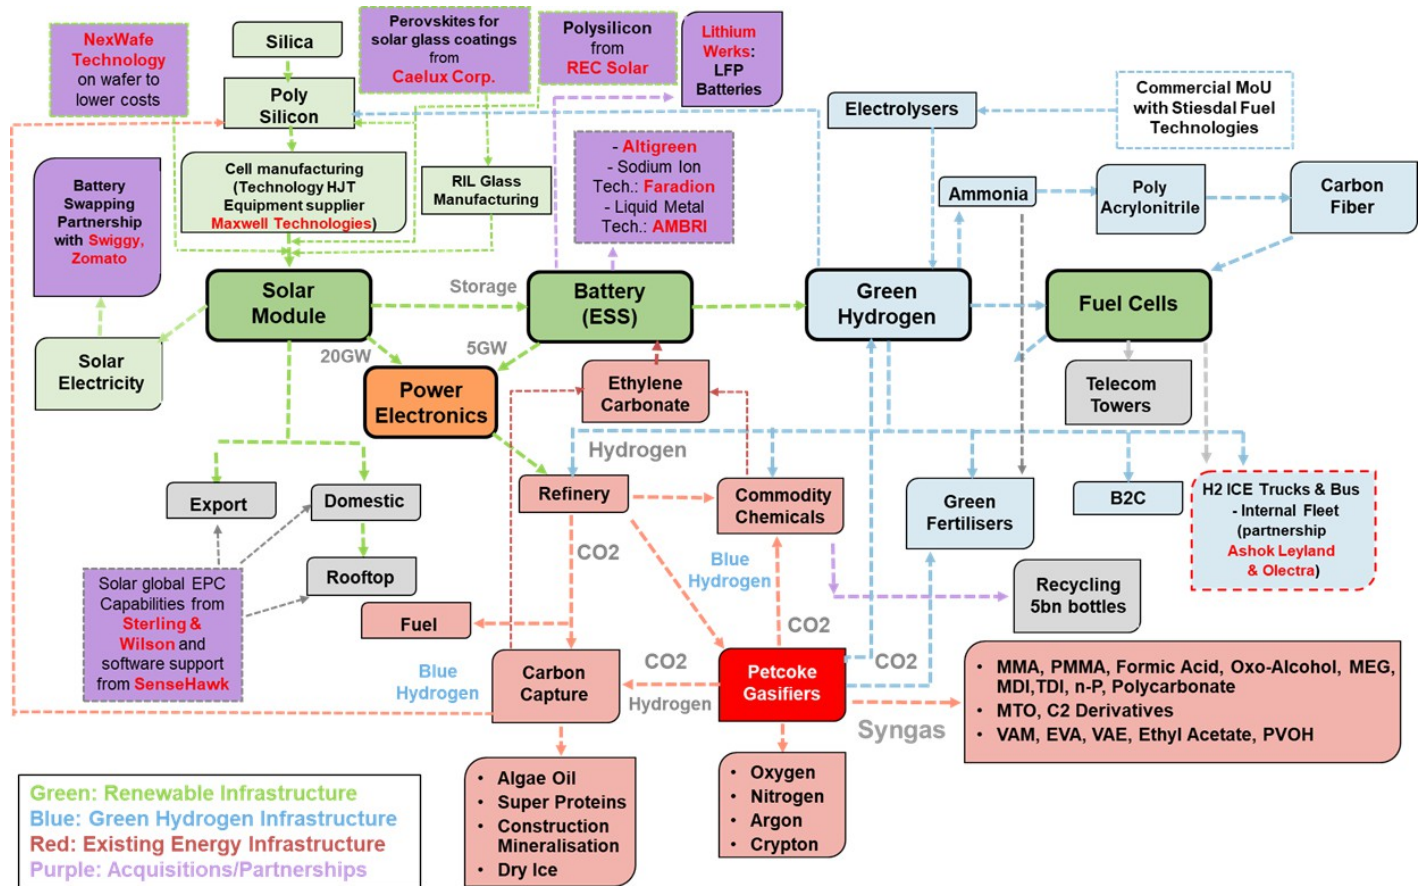 NexWafe
Technology
on wafer to
lower costs
Silica
Perovskites for
solar glass coatings
from
Caelux Corp.
Polysilicon
from
REC Solar
Lithium
Werks:
LFP
Batteries
Poly
Silicon
Electrolysers
Commercial MoU
with Stiesdal Fuel
Technologies
Battery
Swapping
Partnership
with Swiggy,
Zomato
Cell manufacturing
(Technology HJT
Equipment supplier
Maxwell Technologies)
RIL Glass
Manufacturing
- Altigreen
- Sodium Ion
Tech.: Faradion
- Liquid Metal
Tech.: AMBRI
Ammonia
Poly
Acrylonitrile
Carbon
Fiber
Solar
Module
Storage
Battery
(ESS)
Green
Hydrogen
Fuel Cells
Solar
Electricity
20GW
5GW
Power
Electronics
Ethylene
Carbonate
Telecom
Towers
Hydrogen
Export
Domestic
Refinery
Commodity
Chemicals
Green
Fertilisers
B2C
H2 ICE Trucks & Bus
- Internal Fleet
(partnership
Ashok Leyland
& Olectra)
CO2
Blue
Hydrogen
Rooftop
Solar global EPC
Capabilities from
Sterling &
Wilson and
software support
from SenseHawk
Fuel
Recycling
5bn bottles
CO2
Blue
Hydrogen
Carbon
Capture
CO2
Hydrogen
Petcoke
Gasifiers
CO2
Syngas
• MMA, PMMA, Formic Acid, Oxo-Alcohol, MEG,
MDI,TDI, n-P, Polycarbonate
• MTO, C2 Derivatives
• VAM, EVA, VAE, Ethyl Acetate, PVOH
• Algae Oil
• Super Proteins
• Construction
Mineralisation
• Dry Ice
• Oxygen
• Nitrogen
• Argon
• Crypton
Green: Renewable Infrastructure
Blue: Green Hydrogen Infrastructure
Red: Existing Energy Infrastructure
Purple: Acquisitions/Partnerships